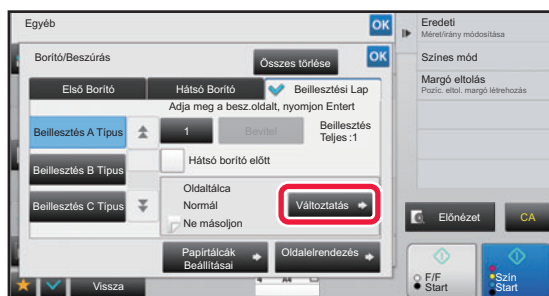 Egyéb
OK
Borító/Beszúrás
Összes törlése
OK
Első Borító
Hátsó Borító
Beillesztési Lap
Adja meg a besz.oldalt, nyomjon Entert
Beillesztés A Típus
1
Bevitel
Beillesztés
Teljes :1
Hátsó borító előtt
Beillesztés B Típus
Beillesztés C Típus
Oldaltálca
Normál
Ne másoljon
Változtatás
Papírtálcák
Beállításai
Oldalelrendezés
A4
Vissza
Eredeti
Méret/irány módosítása
Színes mód
Margó eltolás
Pozíc. eltol. margó létrehozás
Előnézet
CA
F/F
Start
Szín
Start